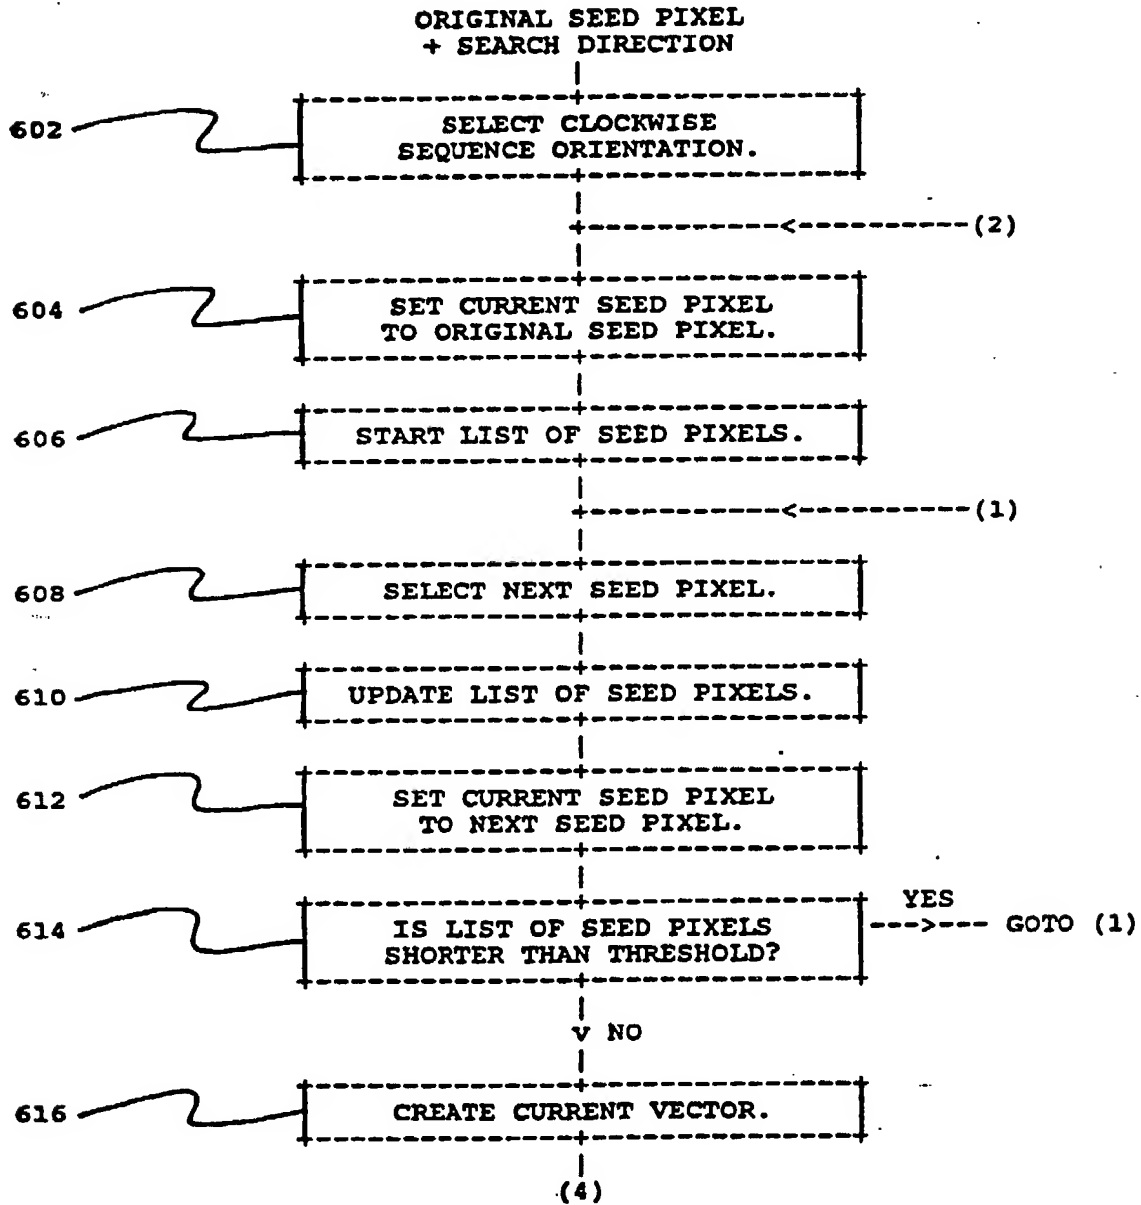 ORIGINAL SEED PIXEL
+ SEARCH DIRECTION
602
SELECT CLOCKWISE
SEQUENCE ORIENTATION.
(2)
604
SET CURRENT SEED PIXEL
TO ORIGINAL SEED PIXEL.
606
START LIST OF SEED PIXELS.
(1)
608
SELECT NEXT SEED PIXEL.
610
UPDATE LIST OF SEED PIXELS.
612
SET CURRENT SEED PIXEL
TO NEXT SEED PIXEL.
614
IS LIST OF SEED PIXELS
SHORTER THAN THRESHOLD?
YES
GOTO (1)
v NO
616
CREATE CURRENT VECTOR.
(4)